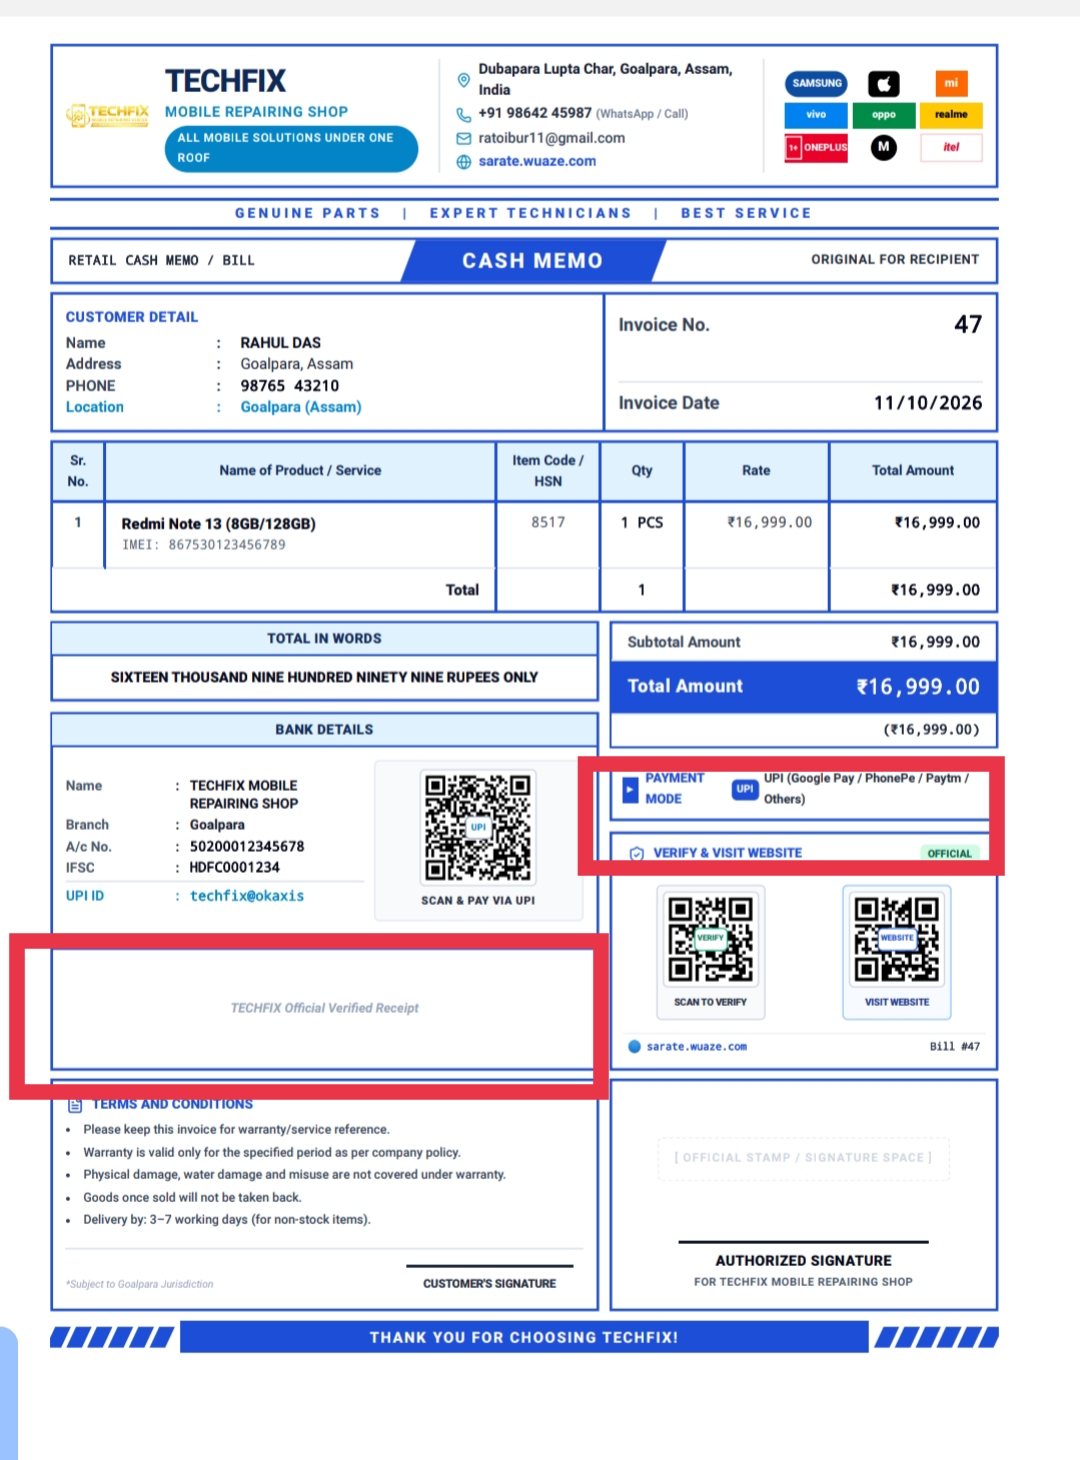 TECHFIX
TECHFIX
MOBILE REPAIRING SHOP
ALL MOBILE SOLUTIONS UNDER ONE
ROOF
Dubapara Lupta Char, Goalpara, Assam,
India
+91 98642 45987 (WhatsApp / Call)
ratoibur11@gmail.com
sarate.wuaze.com
SAMSUNG
mi
vivo
oppo
realme
1+ ONEPLUS
M
itel
GENUINE PARTS | EXPERT TECHNICIANS | BEST SERVICE
RETAIL CASH MEMO / BILL
CASH MEMO
ORIGINAL FOR RECIPIENT
CUSTOMER DETAIL
Name : RAHUL DAS
Address : Goalpara, Assam
PHONE : 98765 43210
Location : Goalpara (Assam)
Invoice No. 47
Invoice Date 11/10/2026
Sr. No. Name of Product / Service Item Code / HSN Qty Rate Total Amount
1 Redmi Note 13 (8GB/128GB) 8517 1 PCS ₹16,999.00 ₹16,999.00
IMEI: 867530123456789
Total 1 ₹16,999.00
TOTAL IN WORDS
SIXTEEN THOUSAND NINE HUNDRED NINETY NINE RUPEES ONLY
Subtotal Amount ₹16,999.00
Total Amount ₹16,999.00
(₹16,999.00)
BANK DETAILS
Name : TECHFIX MOBILE
REPAIRING SHOP
Branch : Goalpara
A/c No. : 50200012345678
IFSC : HDFC0001234
UPI ID : techfix@okaxis
UPI
SCAN & PAY VIA UPI
PAYMENT
MODE
UPI
UPI (Google Pay / PhonePe / Paytm /
Others)
VERIFY & VISIT WEBSITE
OFFICIAL
VERIFY
SCAN TO VERIFY
WEBSITE
VISIT WEBSITE
sarate.wuaze.com
Bill #47
TECHFIX Official Verified Receipt
TERMS AND CONDITIONS
• Please keep this invoice for warranty/service reference.
• Warranty is valid only for the specified period as per company policy.
• Physical damage, water damage and misuse are not covered under warranty.
• Goods once sold will not be taken back.
• Delivery by: 3–7 working days (for non-stock items).
*Subject to Goalpara Jurisdiction
CUSTOMER'S SIGNATURE
[ OFFICIAL STAMP / SIGNATURE SPACE ]
AUTHORIZED SIGNATURE
FOR TECHFIX MOBILE REPAIRING SHOP
THANK YOU FOR CHOOSING TECHFIX!